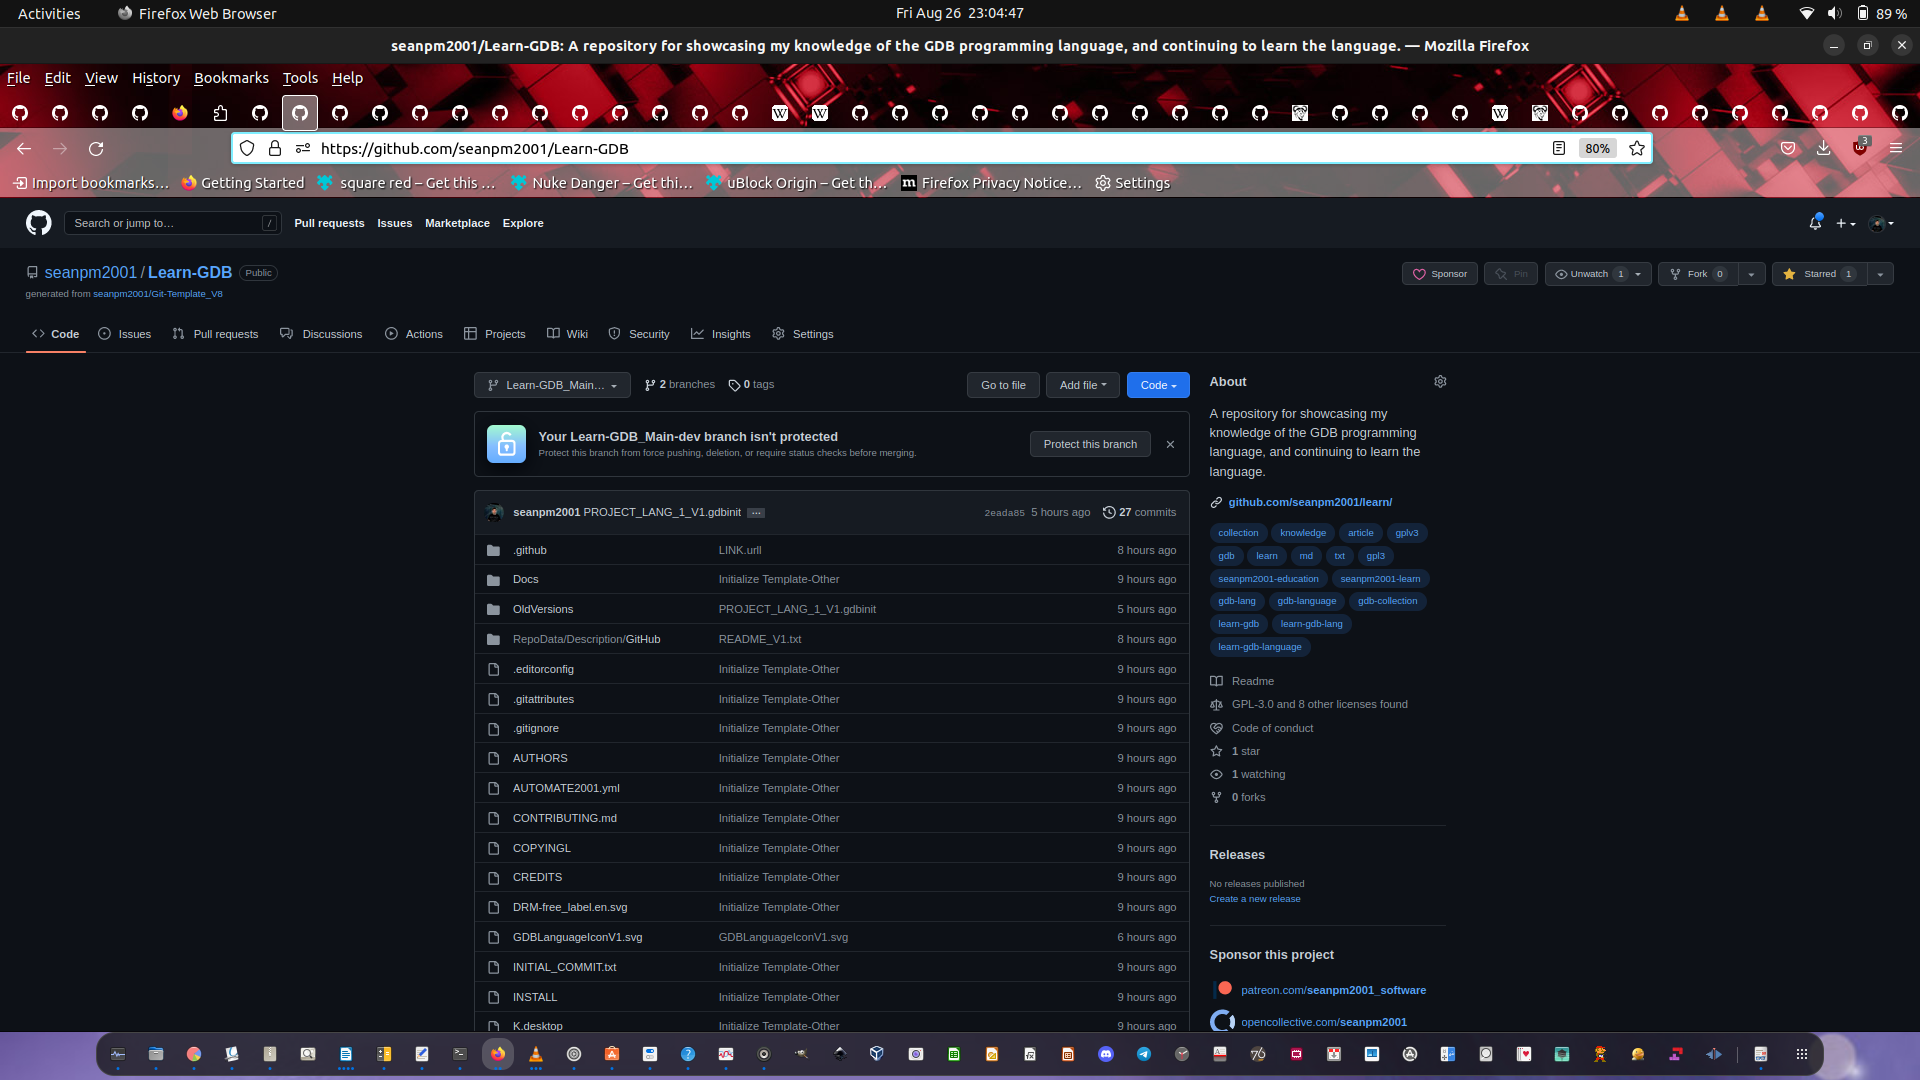 Activities Firefox Web Browser Fri Aug 26 23:04:47 89 %
seanpm2001/Learn-GDB: A repository for showcasing my knowledge of the GDB programming language, and continuing to learn the language. — Mozilla Firefox
File Edit View History Bookmarks Tools Help
https://github.com/seanpm2001/Learn-GDB 80% 3
Import bookmarks… Getting Started square red – Get this … Nuke Danger – Get thi… uBlock Origin – Get th… Firefox Privacy Notice… Settings
Search or jump to… / Pull requests Issues Marketplace Explore
seanpm2001 / Learn-GDB Public Sponsor Pin Unwatch 1 Fork 0 Starred 1
generated from seanpm2001/Git-Template_V8
Code Issues Pull requests Discussions Actions Projects Wiki Security Insights Settings
Learn-GDB_Main… 2 branches 0 tags Go to file Add file Code
Your Learn-GDB_Main-dev branch isn't protected
Protect this branch from force pushing, deletion, or require status checks before merging.
Protect this branch
seanpm2001 PROJECT_LANG_1_V1.gdbinit … 2eada85 5 hours ago 27 commits
.github LINK.urll 8 hours ago
Docs Initialize Template-Other 9 hours ago
OldVersions PROJECT_LANG_1_V1.gdbinit 5 hours ago
RepoData/Description/GitHub README_V1.txt 8 hours ago
.editorconfig Initialize Template-Other 9 hours ago
.gitattributes Initialize Template-Other 9 hours ago
.gitignore Initialize Template-Other 9 hours ago
AUTHORS Initialize Template-Other 9 hours ago
AUTOMATE2001.yml Initialize Template-Other 9 hours ago
CONTRIBUTING.md Initialize Template-Other 9 hours ago
COPYINGL Initialize Template-Other 9 hours ago
CREDITS Initialize Template-Other 9 hours ago
DRM-free_label.en.svg Initialize Template-Other 9 hours ago
GDBLanguageIconV1.svg GDBLanguageIconV1.svg 6 hours ago
INITIAL_COMMIT.txt Initialize Template-Other 9 hours ago
INSTALL Initialize Template-Other 9 hours ago
K.desktop Initialize Template-Other 9 hours ago
About
A repository for showcasing my
knowledge of the GDB programming
language, and continuing to learn the
language.
github.com/seanpm2001/learn/
collection knowledge article gplv3
gdb learn md txt gpl3
seanpm2001-education seanpm2001-learn
gdb-lang gdb-language gdb-collection
learn-gdb learn-gdb-lang
learn-gdb-language
Readme
GPL-3.0 and 8 other licenses found
Code of conduct
1 star
1 watching
0 forks
Releases
No releases published
Create a new release
Sponsor this project
patreon.com/seanpm2001_software
opencollective.com/seanpm2001